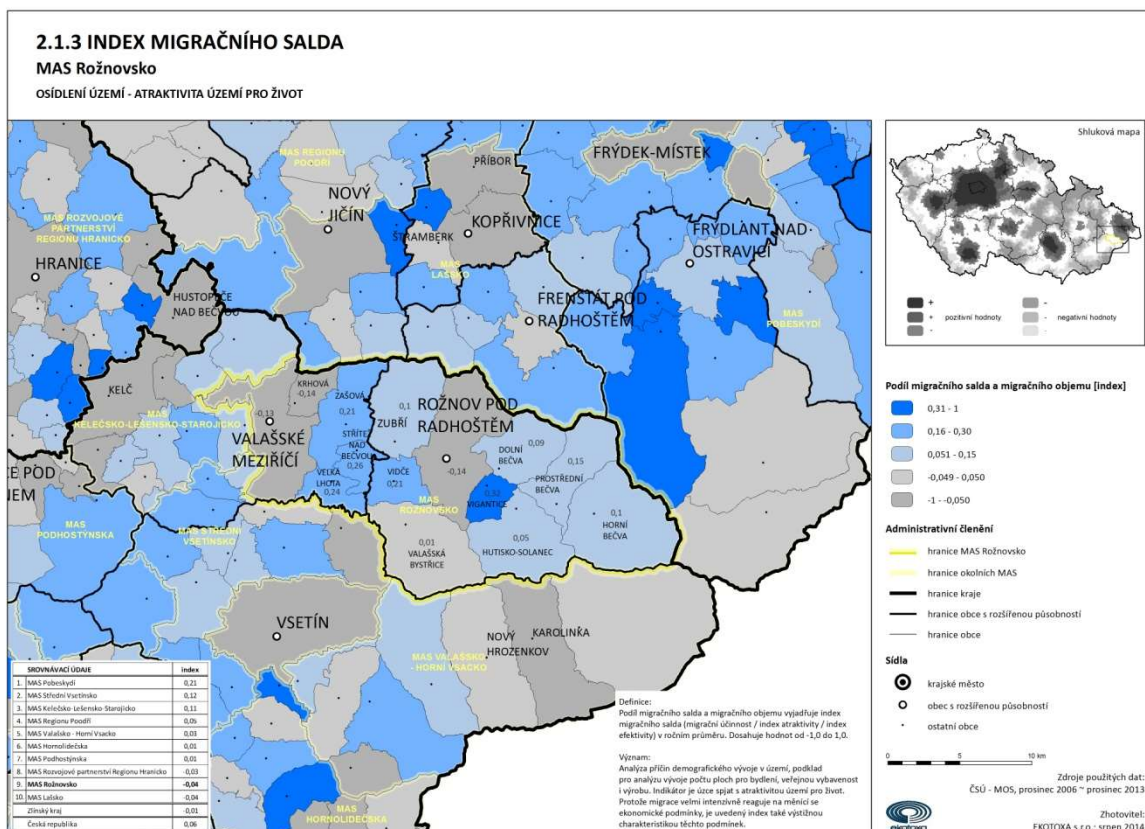 2.1.3 INDEX MIGRAČNÍHO SALDA
MAS Rožnovsko
OSÍDLENÍ ÚZEMÍ - ATRAKTIVITA ÚZEMÍ PRO ŽIVOT
MAS REGIONU
POODŘÍ
PŘÍBOR
FRÝDEK-MÍSTEK
NOVÝ
JIČÍN
KOPŘIVNICE
MAS ROZVOJOVÉ
PARTNERSTVÍ
REGIONU HRANICKO
HRANICE
ŠTRAMBERK
MAS
LAŠSKO
FRÝDLANT NAD
OSTRAVICÍ
HUSTOPEČE
NAD BEČVOU
FRENŠTÁT POD
RADHOŠTĚM
MAS
POBESKYDÍ
KELČ
MAS
KELEČSKO-LEŠENSKO-STAROJICKO
KRHOVÁ
-0,14
-0,13
VALAŠSKÉ
MEZIŘÍČÍ
ZAŠOVÁ
0,21
STŘÍTEŽ
NAD
BEČVOU
0,26
VELKÁ
LHOTA
0,24
0,1
ZUBŘÍ
ROŽNOV POD
RADHOŠTĚM
-0,14
VIDČE
0,21
MAS
ROŽNOVSKO
0,09
DOLNÍ
BEČVA
0,15
PROSTŘEDNÍ
BEČVA
0,32
VIGANTICE
0,1
HORNÍ
BEČVA
0,05
HUTISKO-SOLANEC
0,01
VALAŠSKÁ
BYSTŘICE
MAS
PODHOSTÝNSKA
MAS STŘEDNÍ
VSETÍNSKO
VSETÍN
NOVÝ
HROZENKOV
KAROLINKA
MAS VALAŠSKO
- HORNÍ VSACKO
MAS
HORNOLIDEČSKA
SROVNÁVACÍ ÚDAJE index
1. MAS Pobeskydí 0,21
2. MAS Střední Vsetínsko 0,12
3. MAS Kelečsko-Lešensko-Starojicko 0,11
4. MAS Regionu Poodří 0,05
5. MAS Valašsko - Horní Vsacko 0,03
6. MAS Hornolidečska 0,01
7. MAS Podhostýnska 0,01
8. MAS Rozvojové partnerství Regionu Hranicko -0,03
9. MAS Rožnovsko -0,04
10. MAS Lašsko -0,04
Zlínský kraj -0,01
Česká republika 0,06
Definice:
Podíl migračního salda a migračního objemu vyjadřuje index
migračního salda (migrační účinnost / index atraktivity / index
efektivity) v ročním průměru. Dosahuje hodnot od -1,0 do 1,0.
Význam:
Analýza příčin demografického vývoje v území, podklad
pro analýzu vývoje počtu ploch pro bydlení, veřejnou vybavenost
i výrobu. Indikátor je úzce spjat s atraktivitou území pro život.
Protože migrace velmi intenzivně reaguje na měnící se
ekonomické podmínky, je uvedený index také výstižnou
charakteristikou těchto podmínek.
Shluková mapa
+ -
+ pozitivní hodnoty - negativní hodnoty
- -
Podíl migračního salda a migračního objemu [index]
0,31 - 1
0,16 - 0,30
0,051 - 0,15
-0,049 - 0,050
-1 - -0,050
Administrativní členění
hranice MAS Rožnovsko
hranice okolních MAS
hranice kraje
hranice obce s rozšířenou působností
hranice obce
Sídla
krajské město
obec s rozšířenou působností
ostatní obce
0 5 10 km
Zdroje použitých dat:
ČSÚ - MOS, prosinec 2006 ~ prosinec 2013
Zhotovitel:
EKOTOXA s.r.o.; srpen 2014
ekotoxa